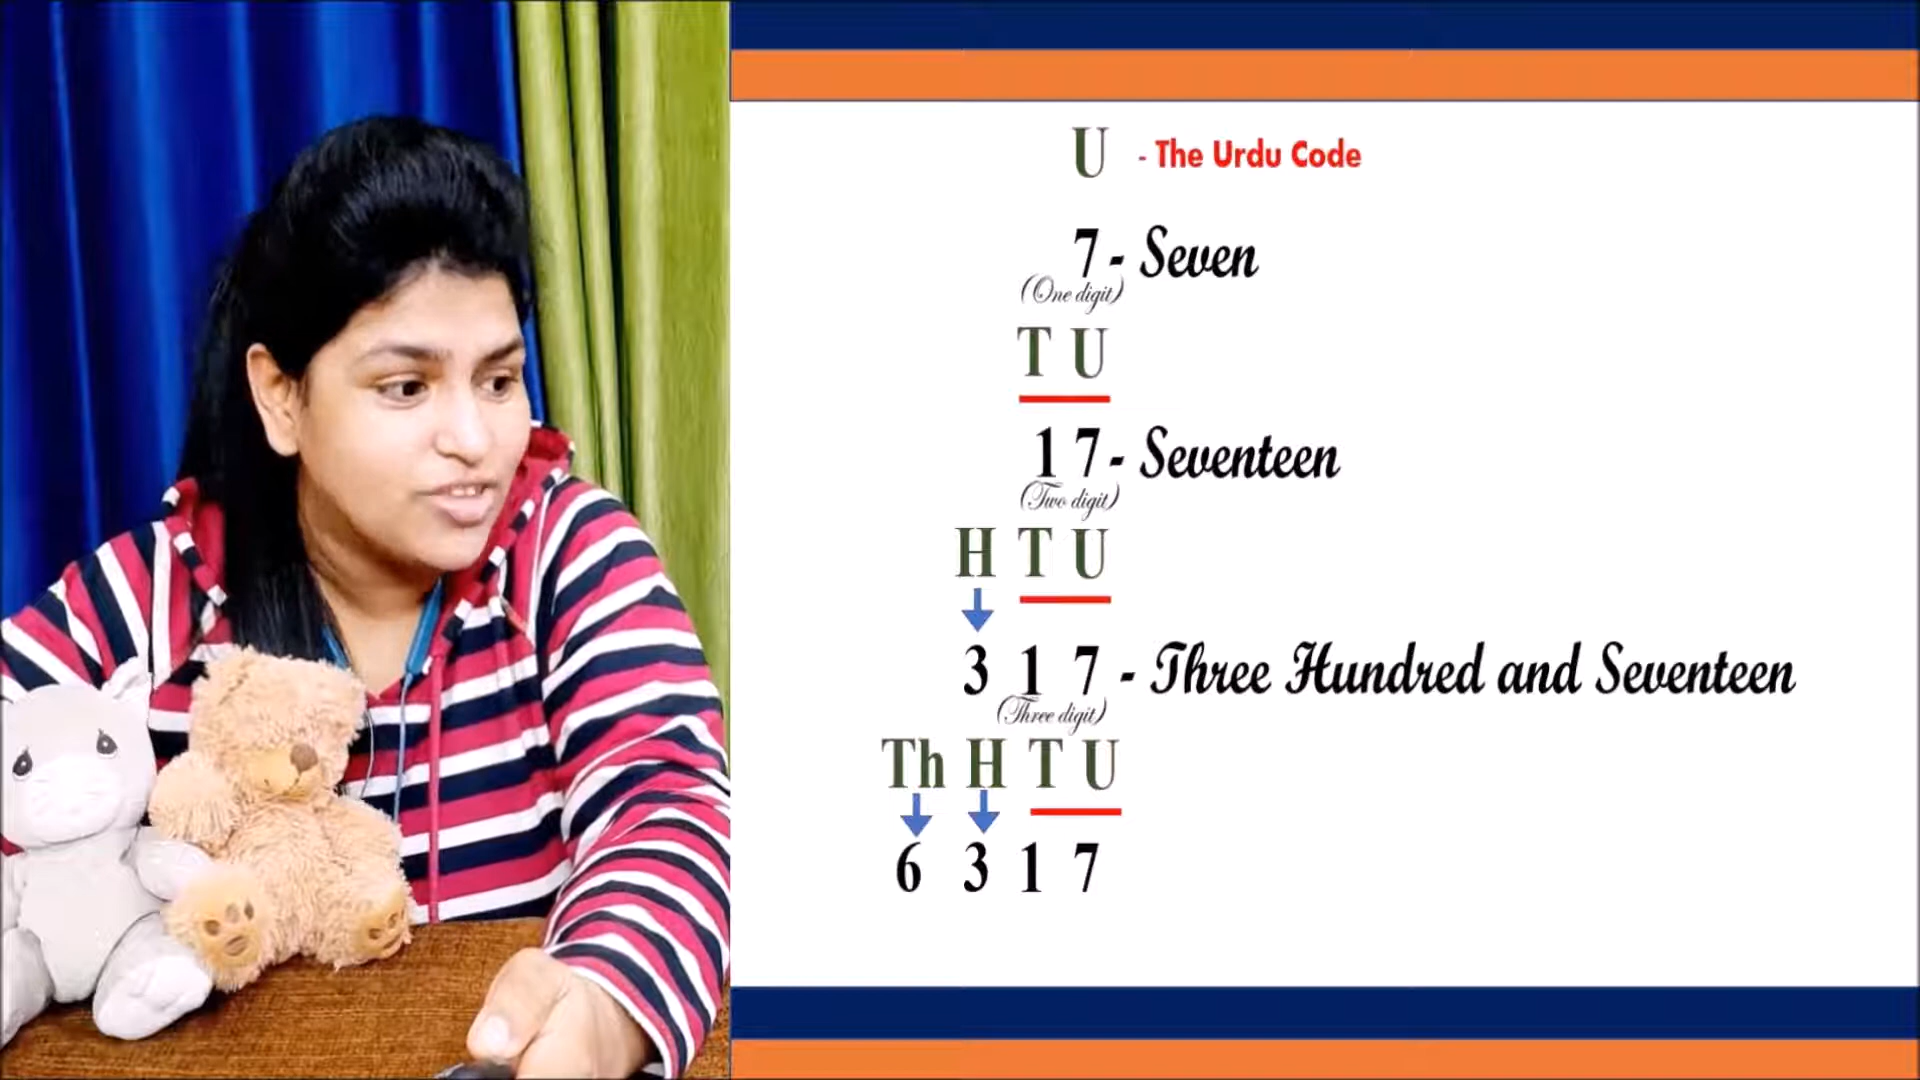 U - The Urdu Code
7 - Seven
(One digit)
T U
1 7 - Seventeen
(Two digit)
H T U
3 1 7 - Three Hundred and Seventeen
(Three digit)
Th H T U
6 3 1 7